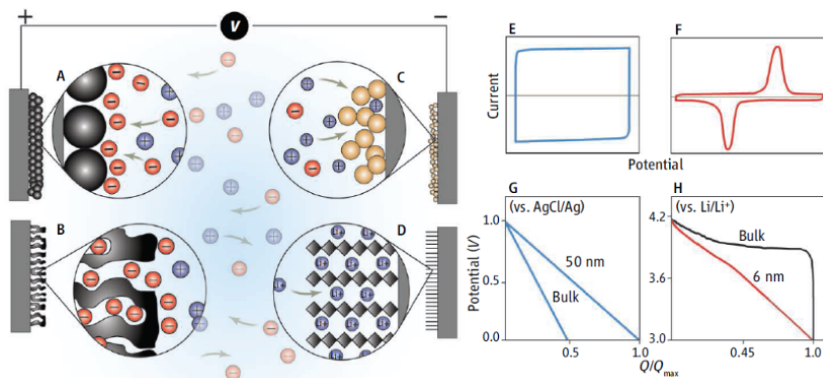 +
V
−
A
C
B
D
E
F
Current
Potential
G
H
(vs. AgCl/Ag)
(vs. Li/Li⁺)
Potential (V)
1.0
0.5
0.0
50 nm
Bulk
0.5
1.0
4.2
3.6
3.0
Bulk
6 nm
0.45
1.0
Q/Qmax